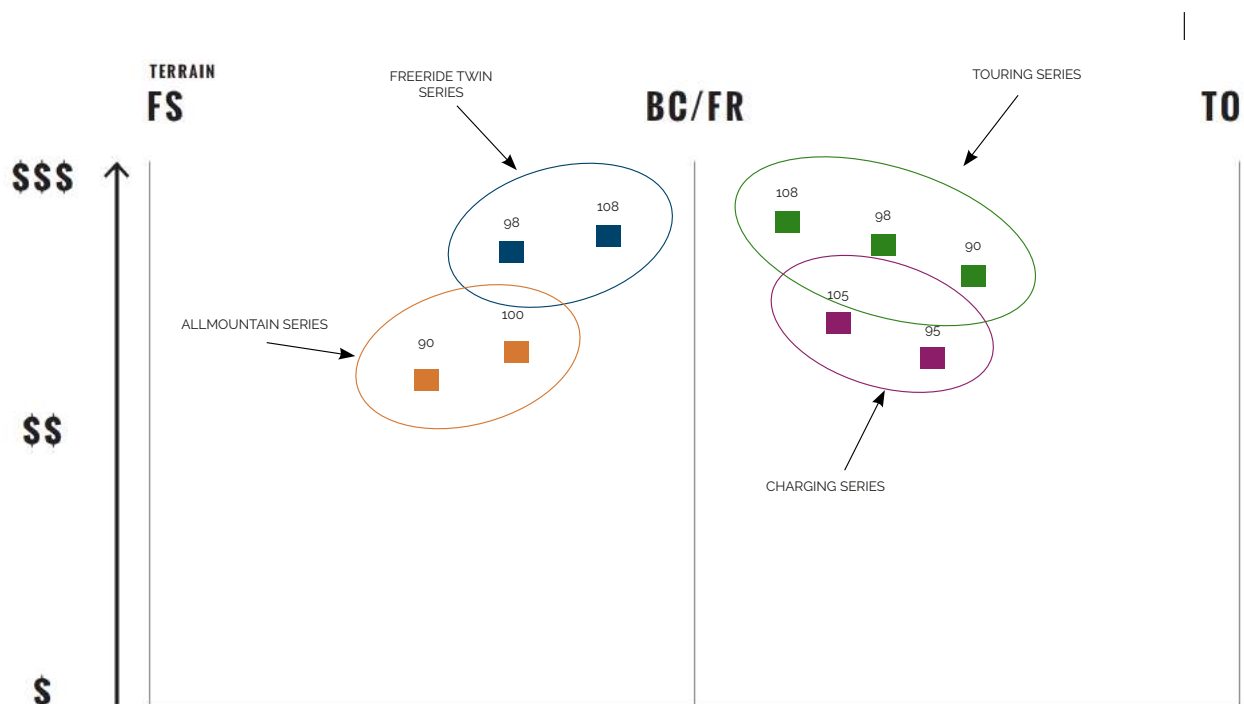 TERRAIN
FS
BC/FR
TO
FREERIDE TWIN
SERIES
TOURING SERIES
$$$
108
98
90
98
108
105
95
ALLMOUNTAIN SERIES
90
100
$$
CHARGING SERIES
$